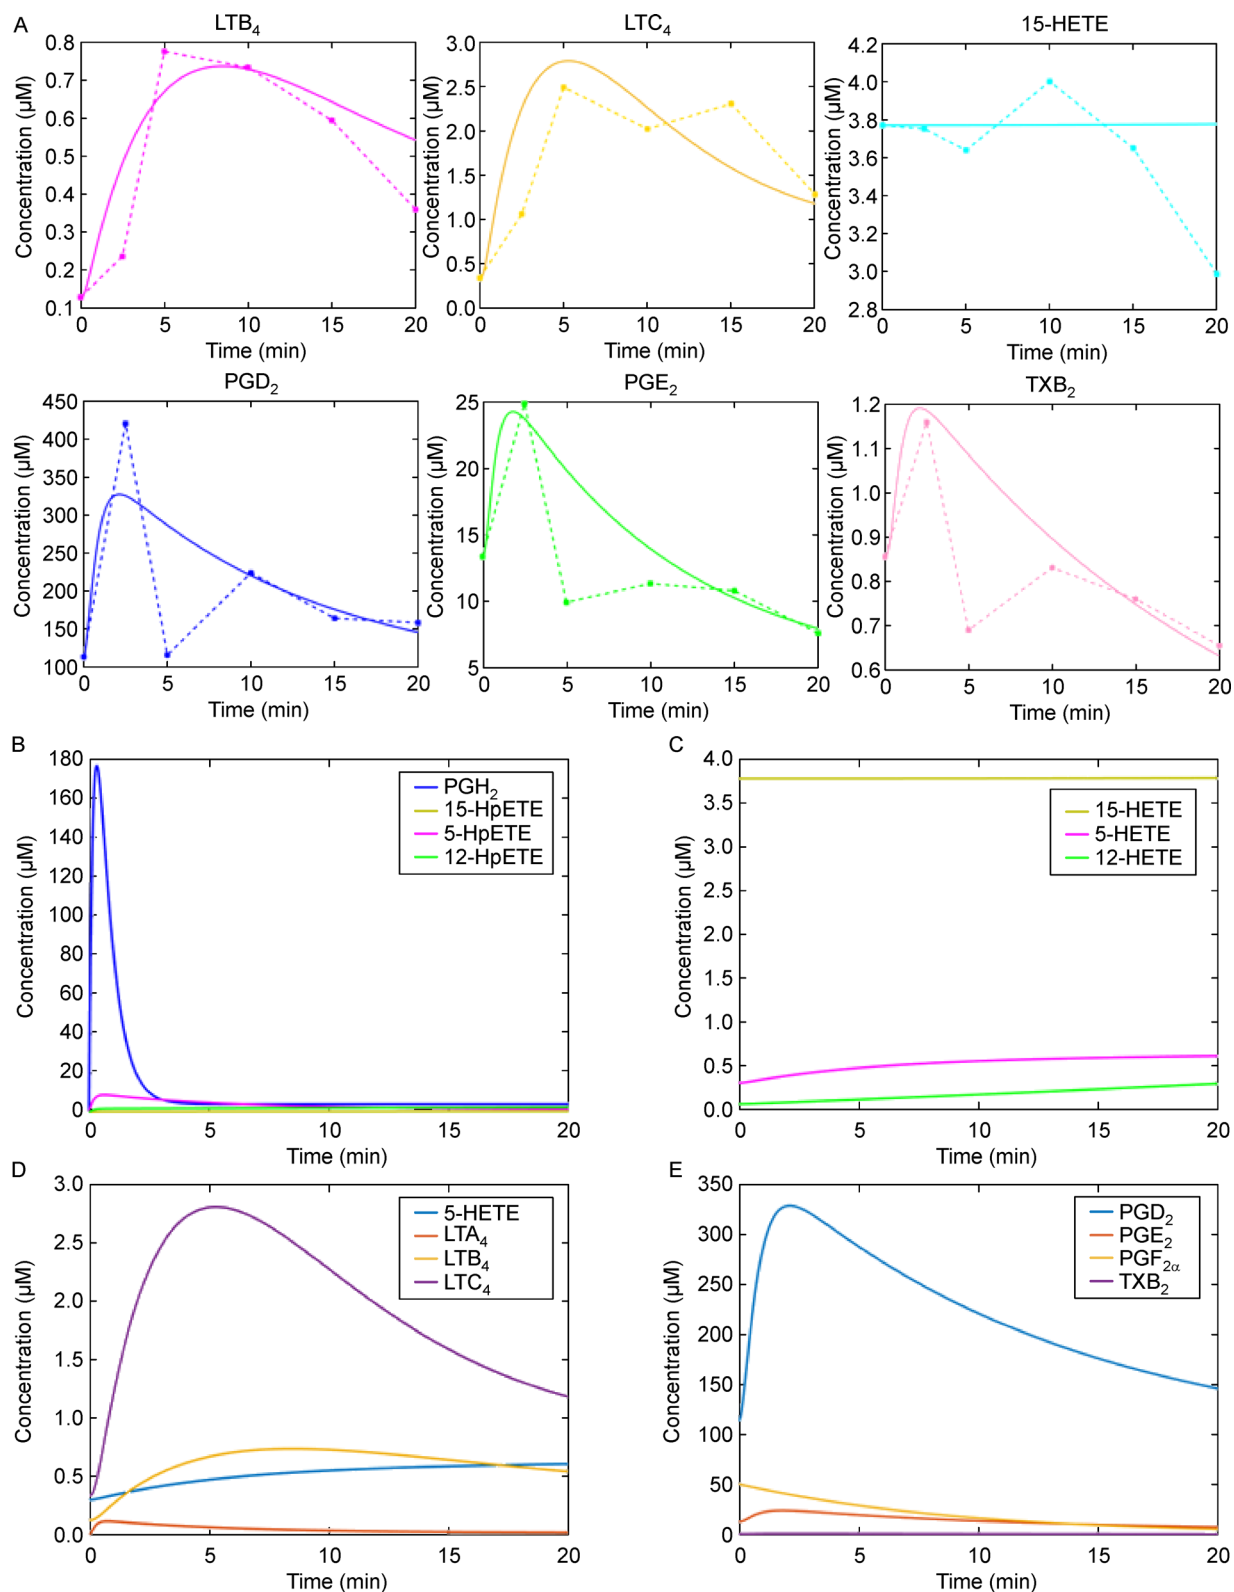 A
LTB4
Concentration (µM)
0.8
0.7
0.6
0.5
0.4
0.3
0.2
0.1
0 5 10 15 20
Time (min)
LTC4
Concentration (µM)
3.0
2.5
2.0
1.5
1.0
0.5
0.0
0 5 10 15 20
Time (min)
15-HETE
Concentration (µM)
4.2
4.0
3.8
3.6
3.4
3.2
3.0
2.8
0 5 10 15 20
Time (min)
PGD2
Concentration (µM)
450
400
350
300
250
200
150
100
0 5 10 15 20
Time (min)
PGE2
Concentration (µM)
25
20
15
10
5
0 5 10 15 20
Time (min)
TXB2
Concentration (µM)
1.2
1.1
1.0
0.9
0.8
0.7
0.6
0 5 10 15 20
Time (min)
B
Concentration (µM)
180
160
140
120
100
80
60
40
20
0
PGH2
15-HpETE
5-HpETE
12-HpETE
0 5 10 15 20
Time (min)
C
Concentration (µM)
4.0
3.5
3.0
2.5
2.0
1.5
1.0
0.5
0.0
15-HETE
5-HETE
12-HETE
0 5 10 15 20
Time (min)
D
Concentration (µM)
3.0
2.5
2.0
1.5
1.0
0.5
0.0
5-HETE
LTA4
LTB4
LTC4
0 5 10 15 20
Time (min)
E
Concentration (µM)
350
300
250
200
150
100
50
0
PGD2
PGE2
PGF2α
TXB2
0 5 10 15 20
Time (min)